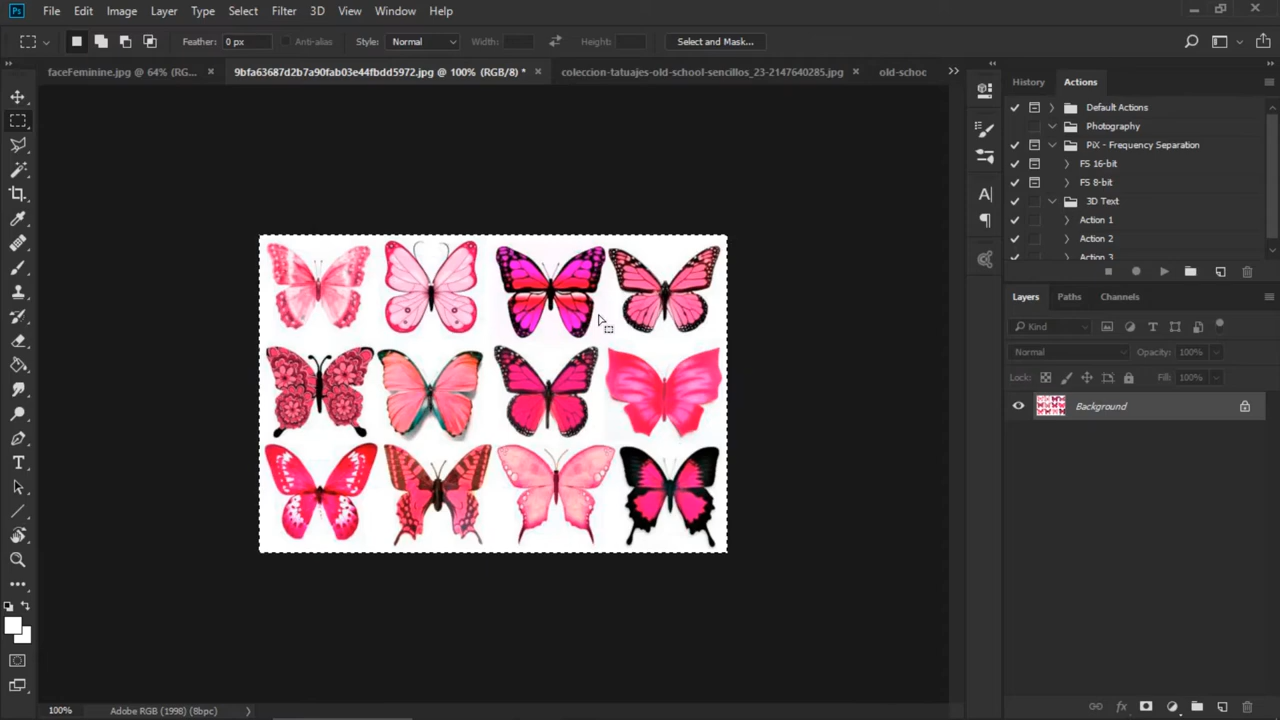 Ps File Edit Image Layer Type Select Filter 3D View Window Help
Feather: 0 px Anti-alias Style: Normal Width: Height: Select and Mask...
faceFeminine.jpg @ 64% (RG... × 9bfa63687d2b7a90fab03e44fbdd5972.jpg @ 100% (RGB/8) * × coleccion-tatuajes-old-school-sencillos_23-2147640285.jpg × old-schoc
History Actions
Default Actions
Photography
PiX - Frequency Separation
FS 16-bit
FS 8-bit
3D Text
Action 1
Action 2
Action 3
Layers Paths Channels
Kind
Normal Opacity: 100%
Lock: Fill: 100%
Background
100% Adobe RGB (1998) (8bpc)